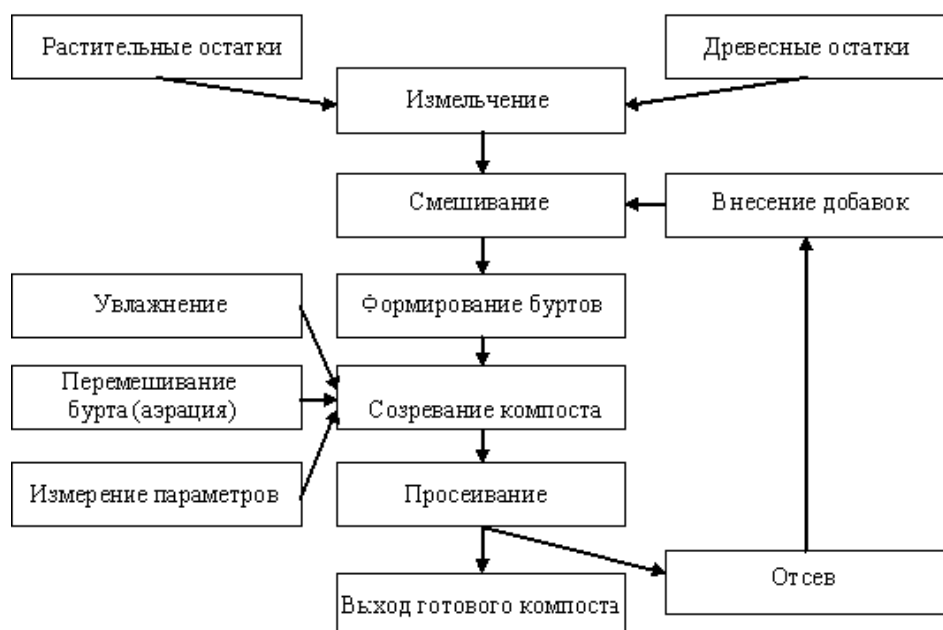 Растительные остатки
Древесные остатки
Измельчение
Смешивание
Внесение добавок
Увлажнение
Формирование буртов
Перемешивание
бурта (аэрация)
Созревание компоста
Измерение параметров
Просеивание
Отсев
Выход готового компоста